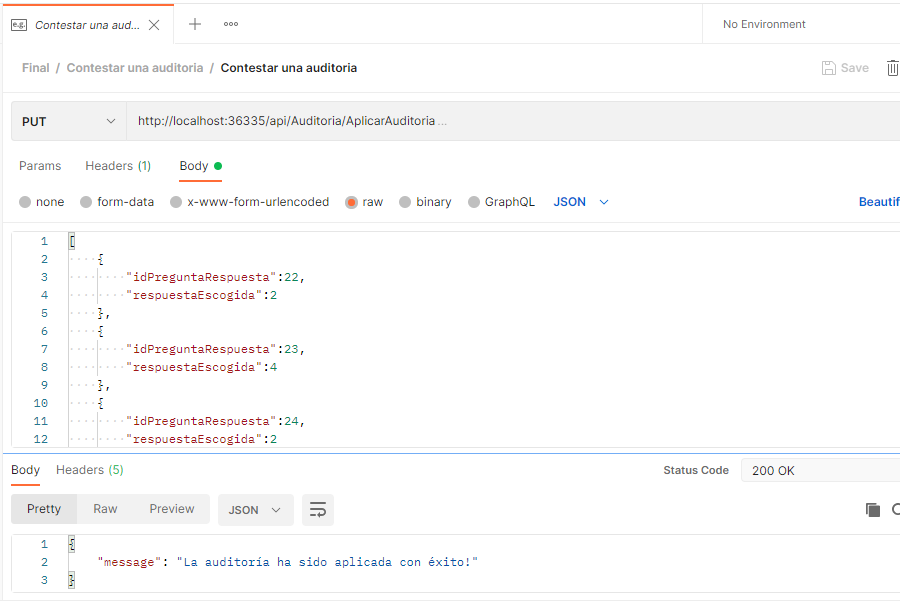 e.g. Contestar una aud...
No Environment
Final / Contestar una auditoria / Contestar una auditoria
Save
PUT http://localhost:36335/api/Auditoria/AplicarAuditoria ...
Params Headers (1) Body
none form-data x-www-form-urlencoded raw binary GraphQL JSON Beautif
1 [
2 {
3 "idPreguntaRespuesta":22,
4 "respuestaEscogida":2
5 },
6 {
7 "idPreguntaRespuesta":23,
8 "respuestaEscogida":4
9 },
10 {
11 "idPreguntaRespuesta":24,
12 "respuestaEscogida":2
Body Headers (5) Status Code 200 OK
Pretty Raw Preview JSON
1 {
2 "message": "La auditoría ha sido aplicada con éxito!"
3 }